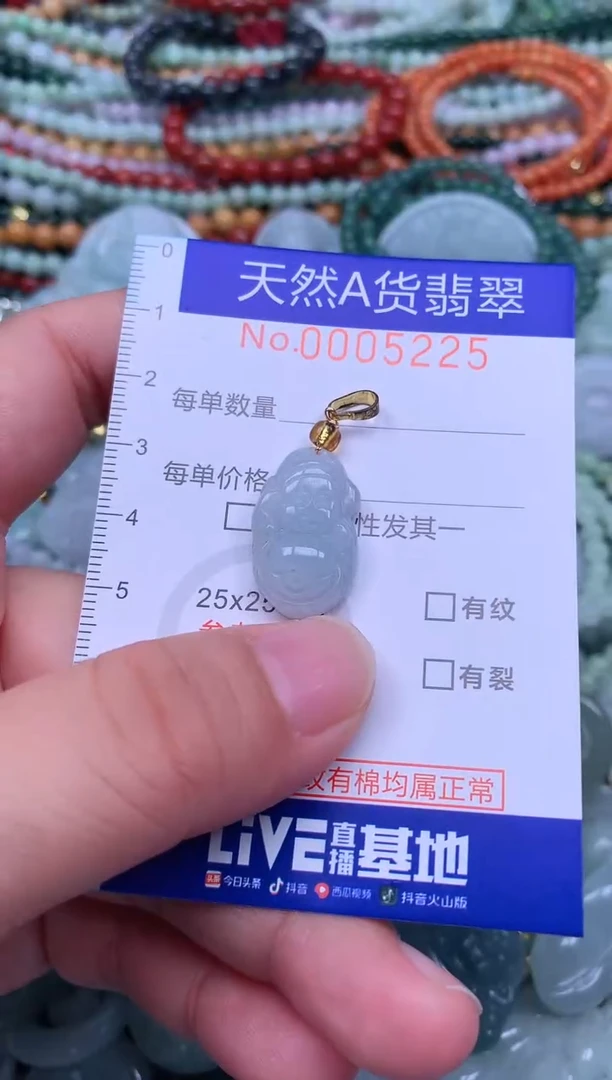 0
天然A货翡翠
1
No.0005225
2
每单数量
3
每单价格
4
性发其一
5
25x25
有纹
有裂
纹有棉均属正常
LiVE直播基地
头条 今日头条 抖音 西瓜视频 抖音火山版